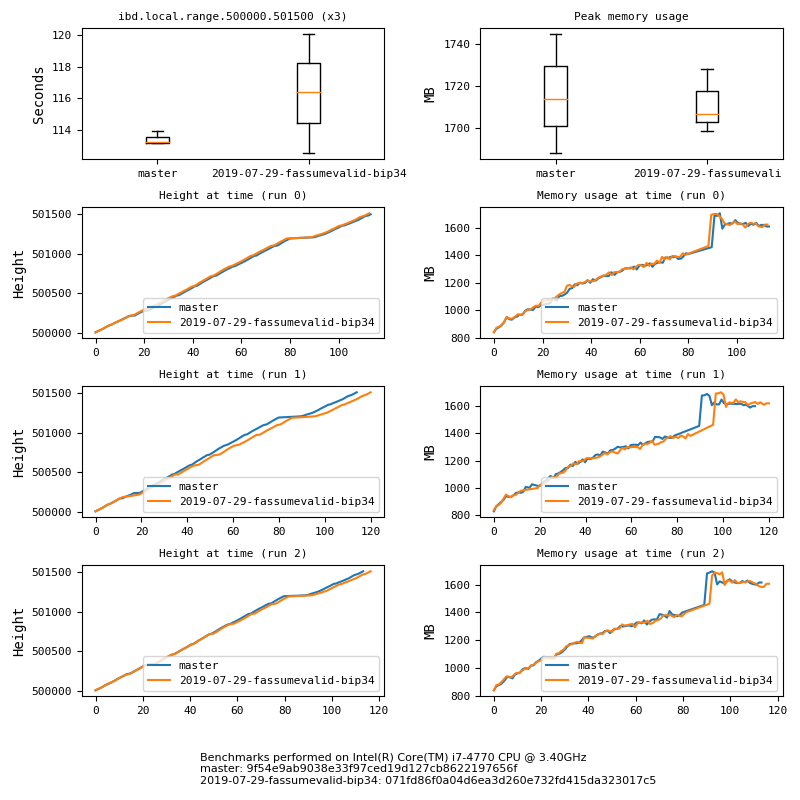 ibd.local.range.500000.501500 (x3)
Peak memory usage
Seconds
120
118
116
114
master
2019-07-29-fassumevalid-bip34
MB
1740
1720
1700
master
2019-07-29-fassumevali
Height at time (run 0)
Height
501500
501000
500500
500000
master
2019-07-29-fassumevalid-bip34
0 20 40 60 80 100
Memory usage at time (run 0)
MB
1600
1400
1200
1000
800
master
2019-07-29-fassumevalid-bip34
0 20 40 60 80 100
Height at time (run 1)
Height
501500
501000
500500
500000
master
2019-07-29-fassumevalid-bip34
0 20 40 60 80 100 120
Memory usage at time (run 1)
MB
1600
1400
1200
1000
800
master
2019-07-29-fassumevalid-bip34
0 20 40 60 80 100 120
Height at time (run 2)
Height
501500
501000
500500
500000
master
2019-07-29-fassumevalid-bip34
0 20 40 60 80 100 120
Memory usage at time (run 2)
MB
1600
1400
1200
1000
800
master
2019-07-29-fassumevalid-bip34
0 20 40 60 80 100 120
Benchmarks performed on Intel(R) Core(TM) i7-4770 CPU @ 3.40GHz
master: 9f54e9ab9038e33f97ced19d127cb8622197656f
2019-07-29-fassumevalid-bip34: 071fd86f0a04d6ea3d260e732fd415da323017c5